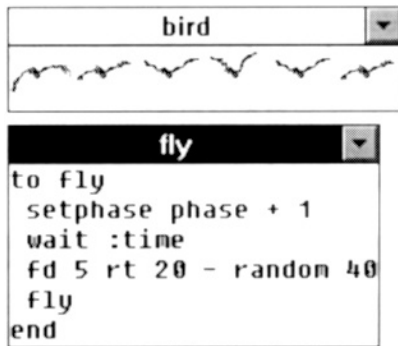 bird
fly
to fly
setphase phase + 1
wait :time
fd 5 rt 20 - random 40
fly
end